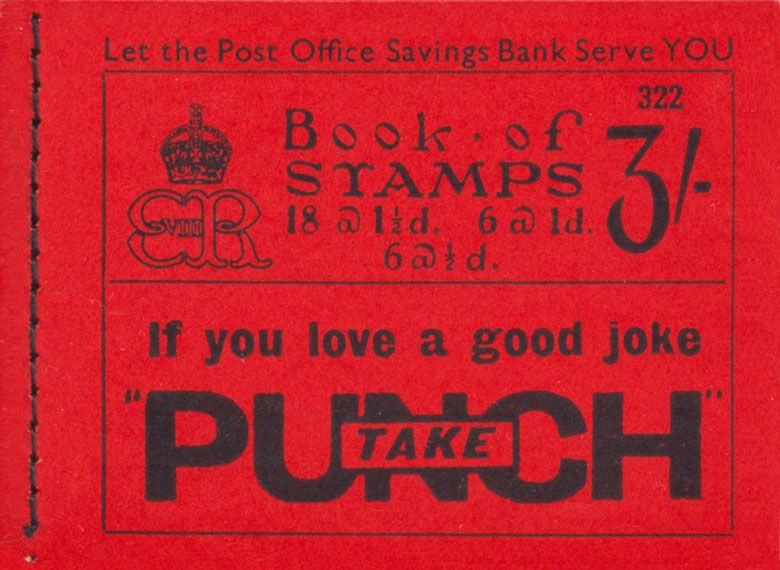 Let the Post Office Savings Bank Serve YOU
322
Book · of
STAMPS
3/-
E VIII R
18 @ 1½d. 6 @ 1d.
6 @ ½d.
If you love a good joke
"PUNCH"
TAKE